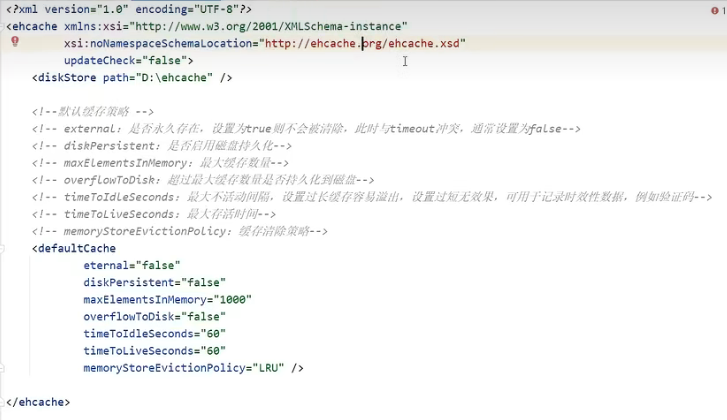 <?xml version="1.0" encoding="UTF-8"?>
1
<ehcache xmlns:xsi="http://www.w3.org/2001/XMLSchema-instance"
xsi:noNamespaceSchemaLocation="http://ehcache.org/ehcache.xsd"
updateCheck="false">
<diskStore path="D:\ehcache" />
<!--默认缓存策略 -->
<!-- external：是否永久存在，设置为true则不会被清除，此时与timeout冲突，通常设置为false-->
<!-- diskPersistent：是否启用磁盘持久化-->
<!-- maxElementsInMemory：最大缓存数量-->
<!-- overflowToDisk：超过最大缓存数量是否持久化到磁盘-->
<!-- timeToIdleSeconds：最大不活动间隔，设置过长缓存容易溢出，设置过短无效果，可用于记录时效性数据，例如验证码-->
<!-- timeToLiveSeconds：最大存活时间-->
<!-- memoryStoreEvictionPolicy：缓存清除策略-->
<defaultCache
eternal="false"
diskPersistent="false"
maxElementsInMemory="1000"
overflowToDisk="false"
timeToIdleSeconds="60"
timeToLiveSeconds="60"
memoryStoreEvictionPolicy="LRU" />
</ehcache>